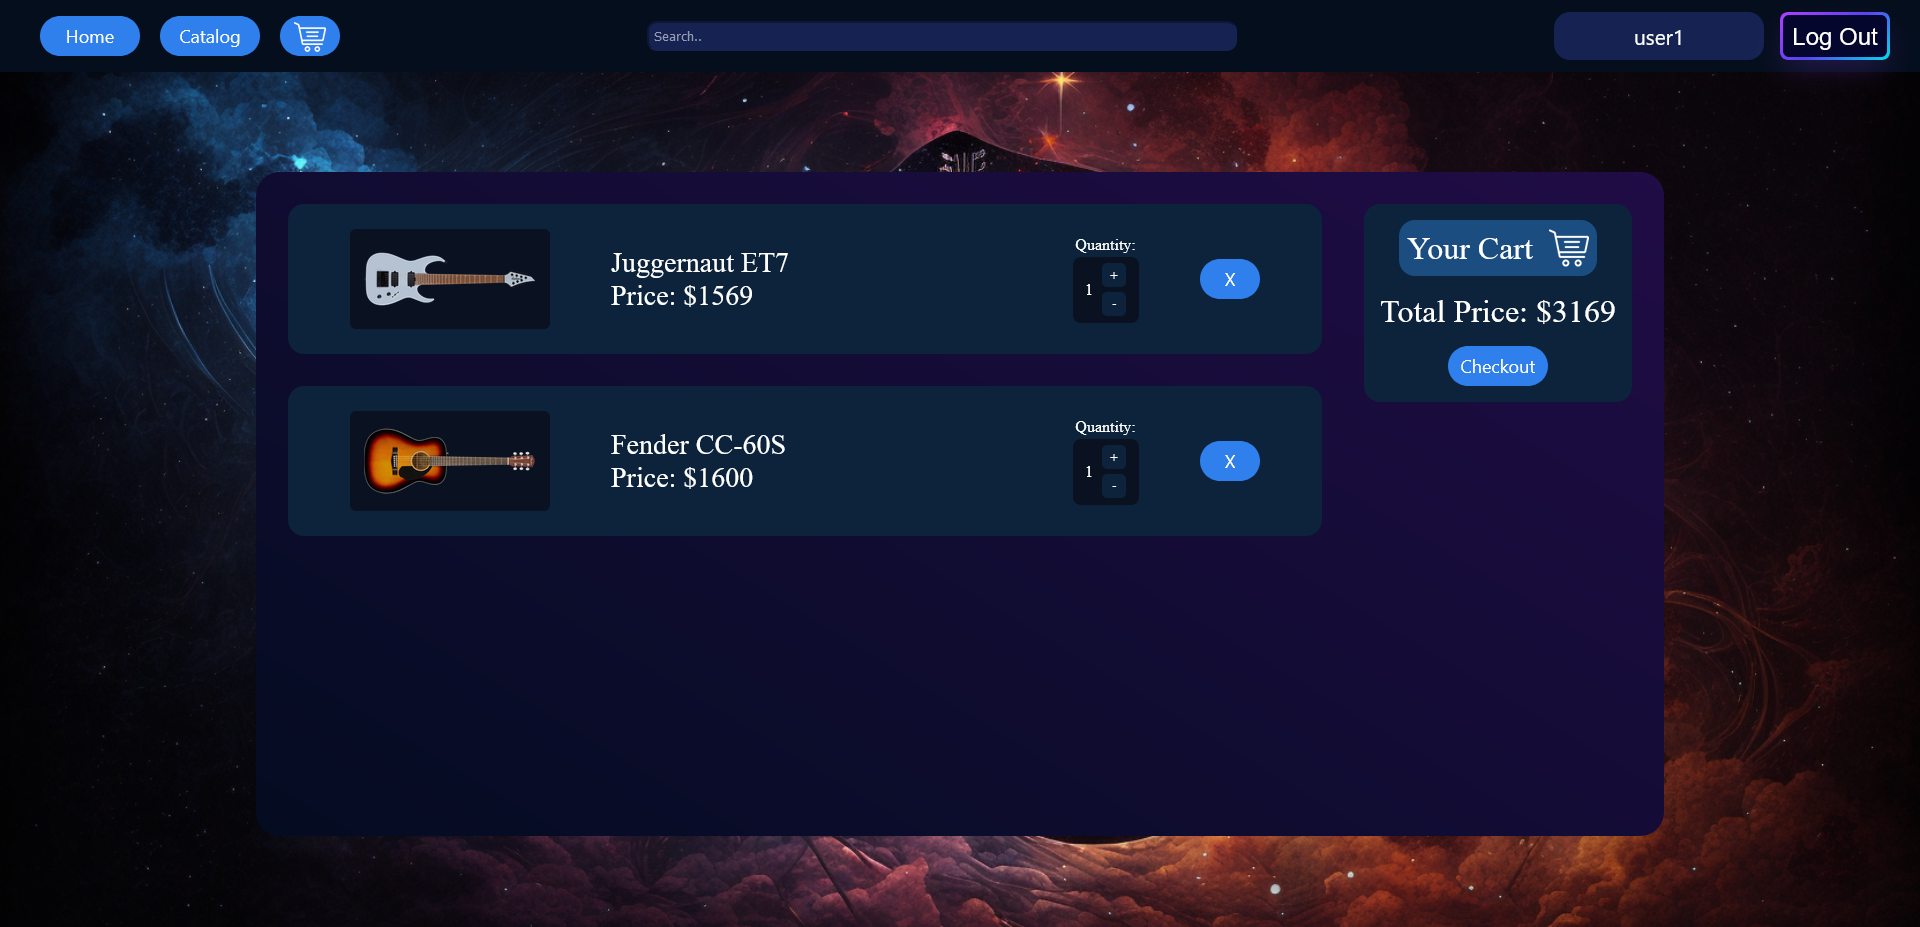 Home
Catalog
Search..
user1
Log Out
Juggernaut ET7
Price: $1569
Quantity:
1
+
-
X
Fender CC-60S
Price: $1600
Quantity:
1
+
-
X
Your Cart
Total Price: $3169
Checkout